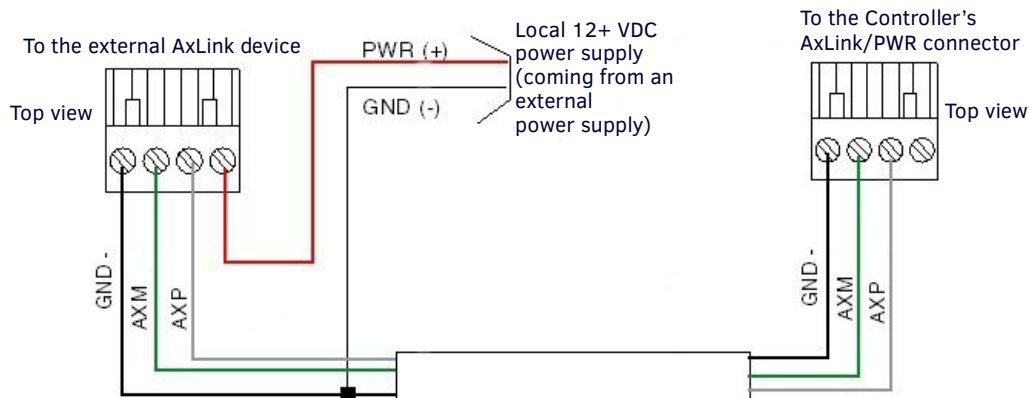 To the external AxLink device
Top view
PWR (+)
GND (-)
Local 12+ VDC
power supply
(coming from an
external
power supply)
To the Controller's
AxLink/PWR connector
Top view
GND -
AXM
AXP
GND -
AXM
AXP